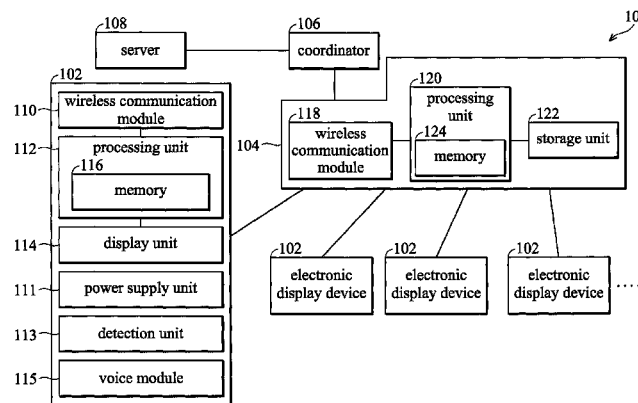 10
108
server
106
coordinator
102
110
wireless communication
module
112
processing unit
116
memory
114
display unit
111
power supply unit
113
detection unit
115
voice module
104
118
wireless
communication
module
120
processing
unit
124
memory
122
storage unit
102
electronic
display device
102
electronic
display device
102
electronic
display device
....